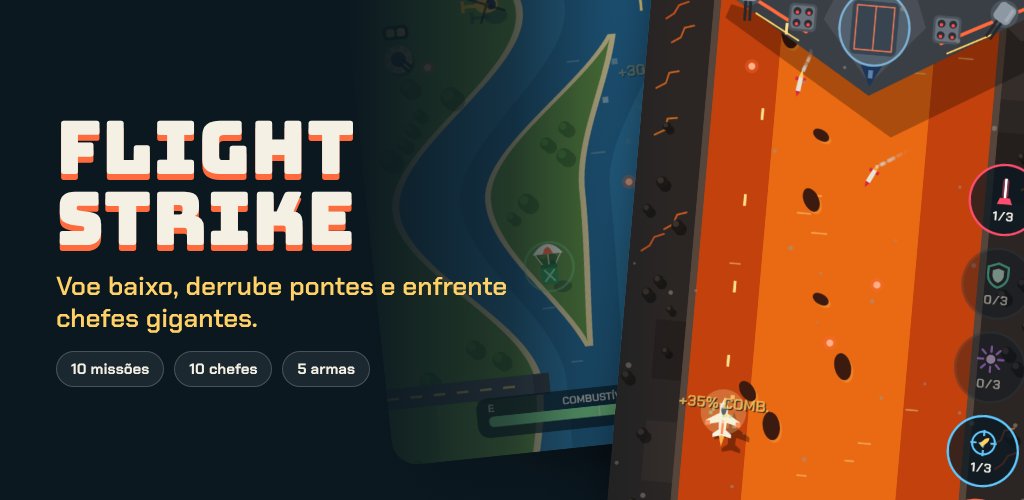 FLIGHT
STRIKE
Voe baixo, derrube pontes e enfrente
chefes gigantes.
10 missões
10 chefes
5 armas
+30
E
COMBUSTÍV
+35% COMB
1/3
0/3
0/3
1/3